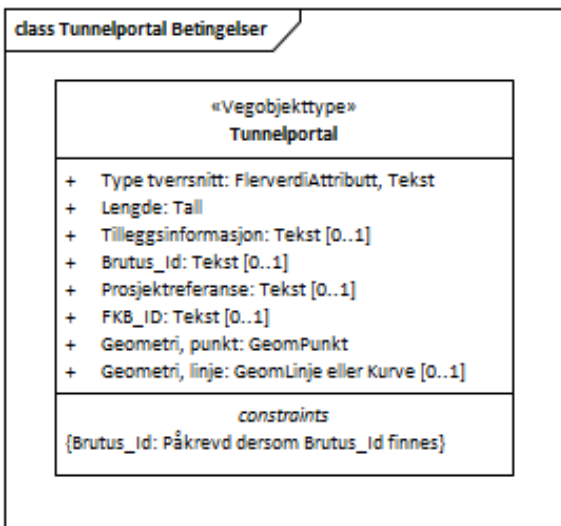 class Tunnelportal Betingelser
«Vegobjekttype»
Tunnelportal
+ Type tverrsnitt: FlerverdiAttributt, Tekst
+ Lengde: Tall
+ Tilleggsinformasjon: Tekst [0..1]
+ Brutus_Id: Tekst [0..1]
+ Prosjektreferanse: Tekst [0..1]
+ FKB_ID: Tekst [0..1]
+ Geometri, punkt: GeomPunkt
+ Geometri, linje: GeomLinje eller Kurve [0..1]
constraints
{Brutus_Id: Påkrevd dersom Brutus_Id finnes}